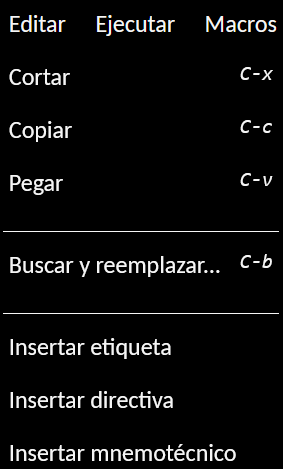 Editar Ejecutar Macros
Cortar C-x
Copiar C-c
Pegar C-v
Buscar y reemplazar... C-b
Insertar etiqueta
Insertar directiva
Insertar mnemotécnico